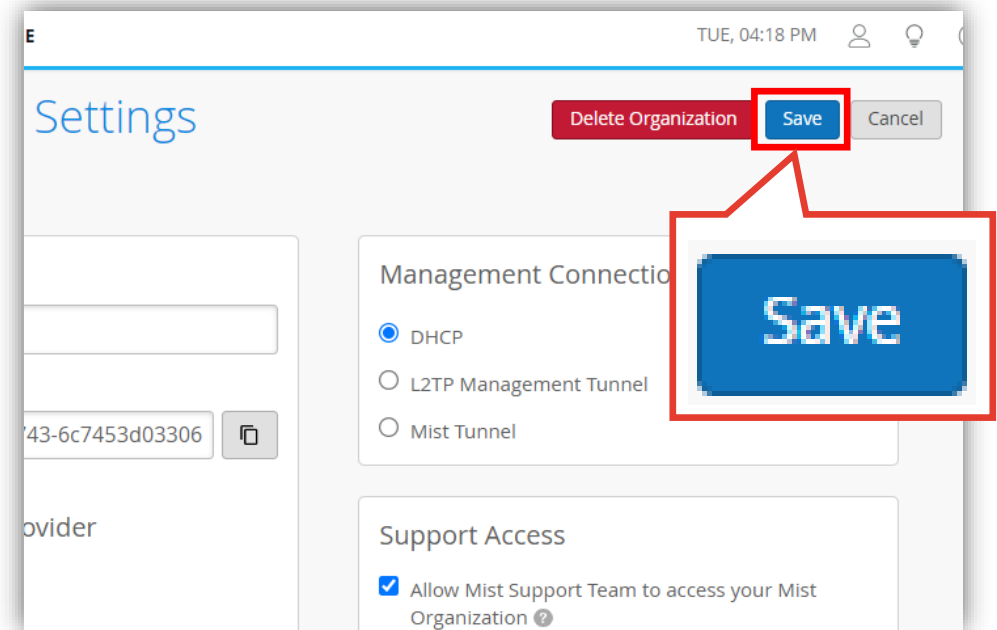 E
TUE, 04:18 PM
Settings
Delete Organization
Save
Cancel
Management Connectio
Save
DHCP
L2TP Management Tunnel
Mist Tunnel
743-6c7453d03306
ovider
Support Access
Allow Mist Support Team to access your Mist
Organization ?